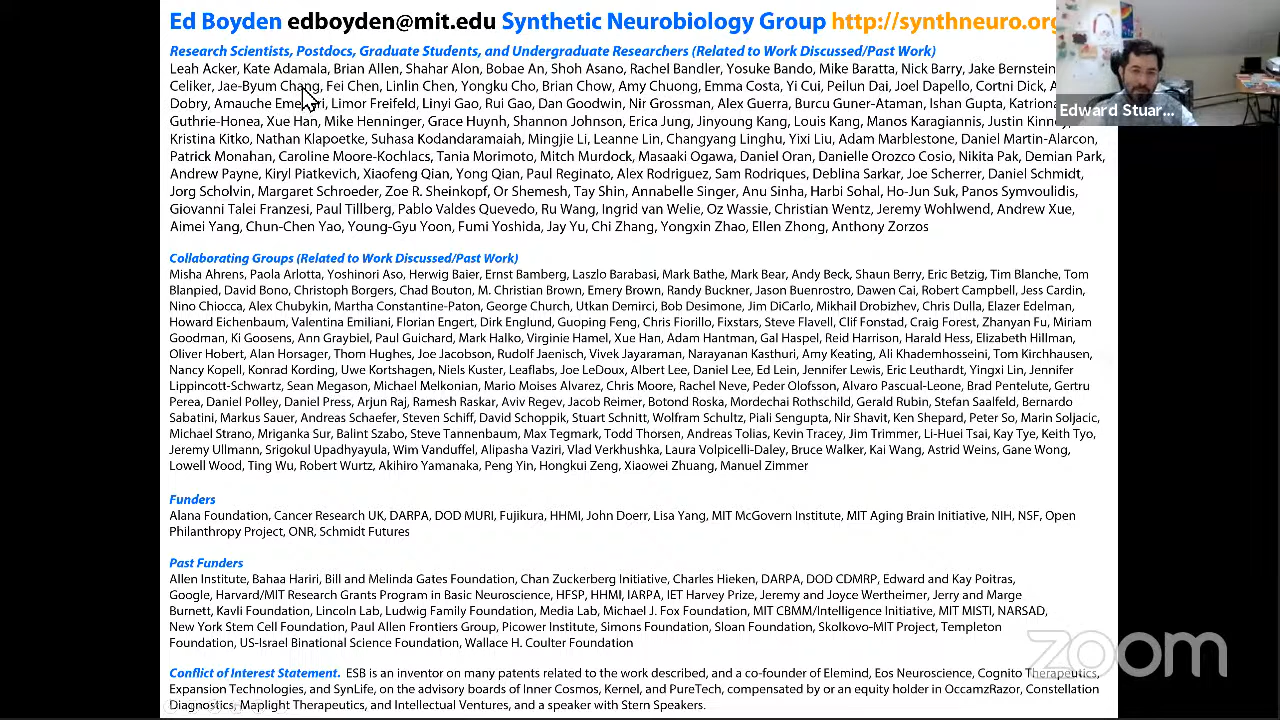 Ed Boyden edboyden@mit.edu Synthetic Neurobiology Group http://synthneuro.org
Research Scientists, Postdocs, Graduate Students, and Undergraduate Researchers (Related to Work Discussed/Past Work)
Leah Acker, Kate Adamala, Brian Allen, Shahar Alon, Bobae An, Shoh Asano, Rachel Bandler, Yosuke Bando, Mike Baratta, Nick Barry, Jake Bernstein
Celiker, Jae-Byum Chang, Fei Chen, Linlin Chen, Yongku Cho, Brian Chow, Amy Chuong, Emma Costa, Yi Cui, Peilun Dai, Joel Dapello, Cortni Dick,
Dobry, Amauche Emenari, Limor Freifeld, Linyi Gao, Rui Gao, Dan Goodwin, Nir Grossman, Alex Guerra, Burcu Guner-Ataman, Ishan Gupta,
Guthrie-Honea, Xue Han, Mike Henninger, Grace Huynh, Shannon Johnson, Erica Jung, Jinyoung Kang, Louis Kang, Manos Karagiannis, Justin Kinney,
Kristina Kitko, Nathan Klapoetke, Suhasa Kodandaramaiah, Mingjie Li, Leanne Lin, Changyang Linghu, Yixi Liu, Adam Marblestone, Daniel Martin-Alarcon,
Patrick Monahan, Caroline Moore-Kochlacs, Tania Morimoto, Mitch Murdock, Masaaki Ogawa, Daniel Oran, Danielle Orozco Cosio, Nikita Pak, Demian Park,
Andrew Payne, Kiryl Piatkevich, Xiaofeng Qian, Yong Qian, Paul Reginato, Alex Rodriguez, Sam Rodriques, Deblina Sarkar, Joe Scherrer, Daniel Schmidt,
Jorg Scholvin, Margaret Schroeder, Zoe R. Sheinkopf, Or Shemesh, Tay Shin, Annabelle Singer, Anu Sinha, Harbi Sohal, Ho-Jun Suk, Panos Symvoulidis,
Giovanni Talei Franzesi, Paul Tillberg, Pablo Valdes Quevedo, Ru Wang, Ingrid van Welie, Oz Wassie, Christian Wentz, Jeremy Wohlwend, Andrew Xue,
Aimei Yang, Chun-Chen Yao, Young-Gyu Yoon, Fumi Yoshida, Jay Yu, Chi Zhang, Yongxin Zhao, Ellen Zhong, Anthony Zorzos
Edward Stuar...
Collaborating Groups (Related to Work Discussed/Past Work)
Misha Ahrens, Paola Arlotta, Yoshinori Aso, Herwig Baier, Ernst Bamberg, Laszlo Barabasi, Mark Bathe, Mark Bear, Andy Beck, Shaun Berry, Eric Betzig, Tim Blanche, Tom
Blanpied, David Bono, Christoph Borgers, Chad Bouton, M. Christian Brown, Emery Brown, Randy Buckner, Jason Buenrostro, Dawen Cai, Robert Campbell, Jess Cardin,
Nino Chiocca, Alex Chubykin, Martha Constantine-Paton, George Church, Utkan Demirci, Bob Desimone, Jim DiCarlo, Mikhail Drobizhev, Chris Dulla, Elazer Edelman,
Howard Eichenbaum, Valentina Emiliani, Florian Engert, Dirk Englund, Guoping Feng, Chris Fiorillo, Fixstars, Steve Flavell, Clif Fonstad, Craig Forest, Zhanyan Fu, Miriam
Goodman, Ki Goosens, Ann Graybiel, Paul Guichard, Mark Halko, Virginie Hamel, Xue Han, Adam Hantman, Gal Haspel, Reid Harrison, Harald Hess, Elizabeth Hillman,
Oliver Hobert, Alan Horsager, Thom Hughes, Joe Jacobson, Rudolf Jaenisch, Vivek Jayaraman, Narayanan Kasthuri, Amy Keating, Ali Khademhosseini, Tom Kirchhausen,
Nancy Kopell, Konrad Kording, Uwe Kortshagen, Niels Kuster, Leaflabs, Joe LeDoux, Albert Lee, Daniel Lee, Ed Lein, Jennifer Lewis, Eric Leuthardt, Yingxi Lin, Jennifer
Lippincott-Schwartz, Sean Megason, Michael Melkonian, Mario Moises Alvarez, Chris Moore, Rachel Neve, Peder Olofsson, Alvaro Pascual-Leone, Brad Pentelute, Gertru
Perea, Daniel Polley, Daniel Press, Arjun Raj, Ramesh Raskar, Aviv Regev, Jacob Reimer, Botond Roska, Mordechai Rothschild, Gerald Rubin, Stefan Saalfeld, Bernardo
Sabatini, Markus Sauer, Andreas Schaefer, Steven Schiff, David Schoppik, Stuart Schnitt, Wolfram Schultz, Piali Sengupta, Nir Shavit, Ken Shepard, Peter So, Marin Soljacic,
Michael Strano, Mriganka Sur, Balint Szabo, Steve Tannenbaum, Max Tegmark, Todd Thorsen, Andreas Tolias, Kevin Tracey, Jim Trimmer, Li-Huei Tsai, Kay Tye, Keith Tyo,
Jeremy Ullmann, Srigokul Upadhyayula, Wim Vanduffel, Alipasha Vaziri, Vlad Verkhushka, Laura Volpicelli-Daley, Bruce Walker, Kai Wang, Astrid Weins, Gane Wong,
Lowell Wood, Ting Wu, Robert Wurtz, Akihiro Yamanaka, Peng Yin, Hongkui Zeng, Xiaowei Zhuang, Manuel Zimmer
Funders
Alana Foundation, Cancer Research UK, DARPA, DOD MURI, Fujikura, HHMI, John Doerr, Lisa Yang, MIT McGovern Institute, MIT Aging Brain Initiative, NIH, NSF, Open
Philanthropy Project, ONR, Schmidt Futures
Past Funders
Allen Institute, Bahaa Hariri, Bill and Melinda Gates Foundation, Chan Zuckerberg Initiative, Charles Hieken, DARPA, DOD CDMRP, Edward and Kay Poitras,
Google, Harvard/MIT Research Grants Program in Basic Neuroscience, HFSP, HHMI, IARPA, IET Harvey Prize, Jeremy and Joyce Wertheimer, Jerry and Marge
Burnett, Kavli Foundation, Lincoln Lab, Ludwig Family Foundation, Media Lab, Michael J. Fox Foundation, MIT CBMM/Intelligence Initiative, MIT MISTI, NARSAD,
New York Stem Cell Foundation, Paul Allen Frontiers Group, Picower Institute, Simons Foundation, Sloan Foundation, Skolkovo-MIT Project, Templeton
Foundation, US-Israel Binational Science Foundation, Wallace H. Coulter Foundation
zoom
Conflict of Interest Statement. ESB is an inventor on many patents related to the work described, and a co-founder of Elemind, Eos Neuroscience, Cognito Therapeutics,
Expansion Technologies, and SynLife, on the advisory boards of Inner Cosmos, Kernel, and PureTech, compensated by or an equity holder in OccamzRazor, Constellation
Diagnostics, Maplight Therapeutics, and Intellectual Ventures, and a speaker with Stern Speakers.